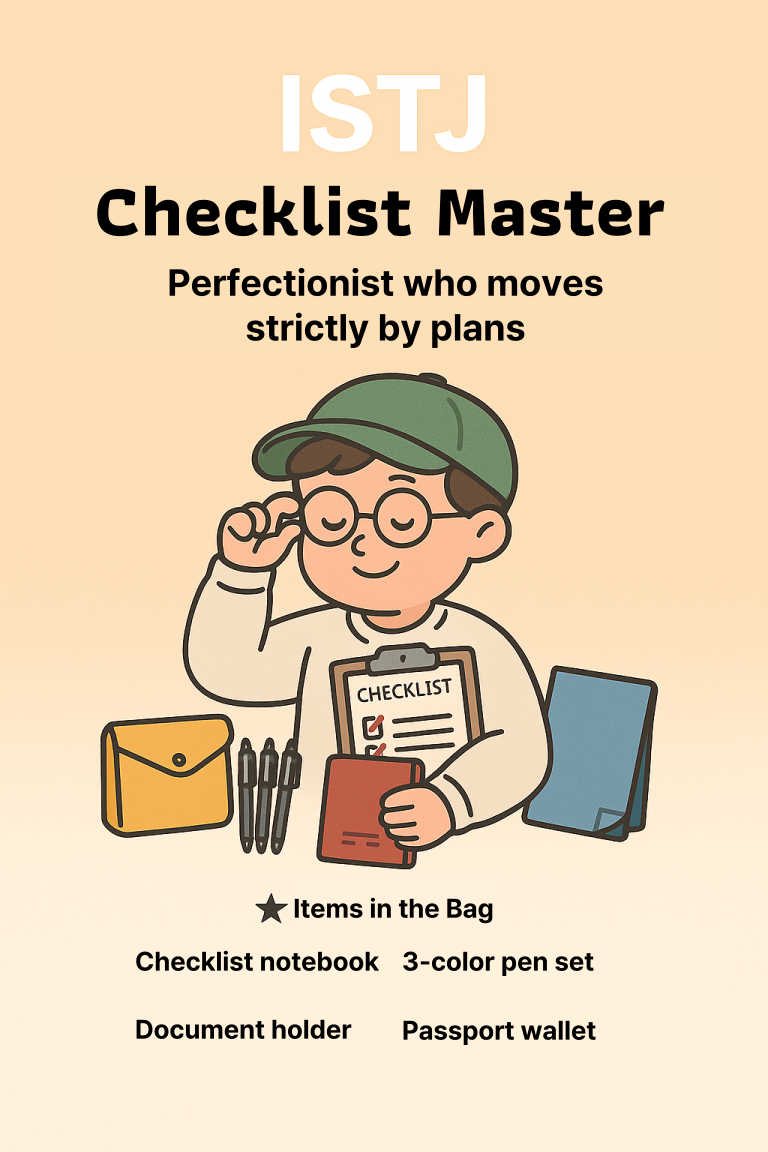 ISTJ
Checklist Master
Perfectionist who moves
strictly by plans
CHECKLIST
★ Items in the Bag
Checklist notebook 3-color pen set
Document holder Passport wallet